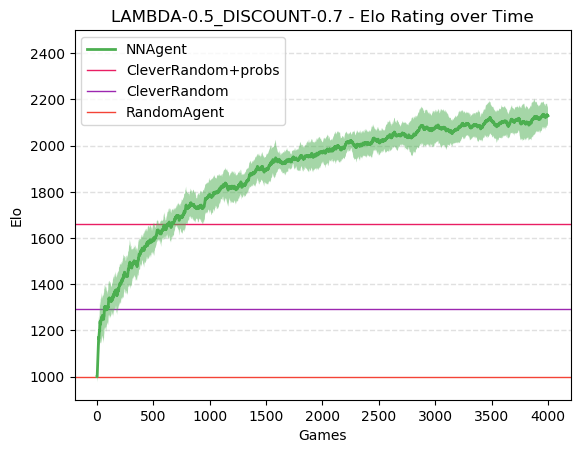 LAMBDA-0.5_DISCOUNT-0.7 - Elo Rating over Time
NNAgent
CleverRandom+probs
CleverRandom
RandomAgent
2400
2200
2000
1800
1600
1400
1200
1000
Elo
0 500 1000 1500 2000 2500 3000 3500 4000
Games